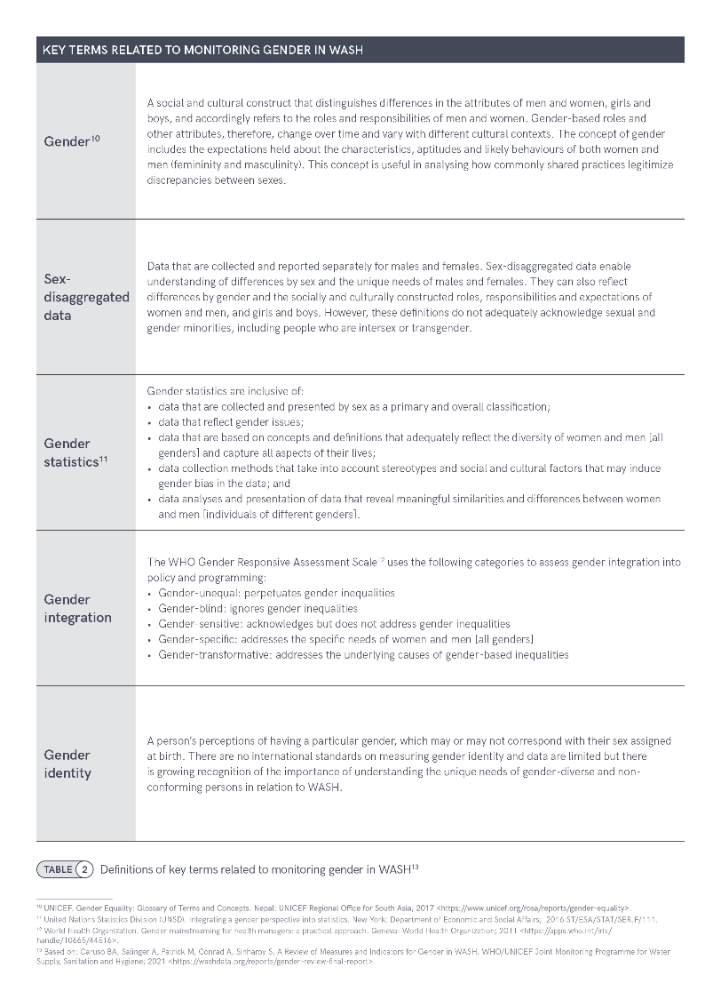 KEY TERMS RELATED TO MONITORING GENDER IN WASH
Gender¹⁰
A social and cultural construct that distinguishes differences in the attributes of men and women, girls and
boys, and accordingly refers to the roles and responsibilities of men and women. Gender-based roles and
other attributes, therefore, change over time and vary with different cultural contexts. The concept of gender
includes the expectations held about the characteristics, aptitudes and likely behaviours of both women and
men (femininity and masculinity). This concept is useful in analysing how commonly shared practices legitimize
discrepancies between sexes.
Sex-
disaggregated
data
Data that are collected and reported separately for males and females. Sex-disaggregated data enable
understanding of differences by sex and the unique needs of males and females. They can also reflect
differences by gender and the socially and culturally constructed roles, responsibilities and expectations of
women and men, and girls and boys. However, these definitions do not adequately acknowledge sexual and
gender minorities, including people who are intersex or transgender.
Gender
statistics¹¹
Gender statistics are inclusive of:
• data that are collected and presented by sex as a primary and overall classification;
• data that reflect gender issues;
• data that are based on concepts and definitions that adequately reflect the diversity of women and men [all
genders] and capture all aspects of their lives;
• data collection methods that take into account stereotypes and social and cultural factors that may induce
gender bias in the data; and
• data analyses and presentation of data that reveal meaningful similarities and differences between women
and men [individuals of different genders].
Gender
integration
The WHO Gender Responsive Assessment Scale¹² uses the following categories to assess gender integration into
policy and programming:
• Gender-unequal: perpetuates gender inequalities
• Gender-blind: ignores gender inequalities
• Gender-sensitive: acknowledges but does not address gender inequalities
• Gender-specific: addresses the specific needs of women and men [all genders]
• Gender-transformative: addresses the underlying causes of gender-based inequalities
Gender
identity
A person's perceptions of having a particular gender, which may or may not correspond with their sex assigned
at birth. There are no international standards on measuring gender identity and data are limited but there
is growing recognition of the importance of understanding the unique needs of gender-diverse and non-
conforming persons in relation to WASH.
TABLE 2 Definitions of key terms related to monitoring gender in WASH¹³
¹⁰ UNICEF. Gender Equality: Glossary of Terms and Concepts. Nepal: UNICEF Regional Office for South Asia; 2017 <https://www.unicef.org/rosa/reports/gender-equality>.
¹¹ United Nations Statistics Division (UNSD). Integrating a gender perspective into statistics. New York: Department of Economic and Social Affairs; 2016 ST/ESA/STAT/SER.F/111.
¹² World Health Organization. Gender mainstreaming for health managers: a practical approach. Geneva: World Health Organization; 2011 <https://apps.who.int/iris/
handle/10665/44516>.
¹³ Based on: Caruso BA, Salinger A, Patrick M, Conrad A, Sinharoy S. A Review of Measures and Indicators for Gender in WASH. WHO/UNICEF Joint Monitoring Programme for Water
Supply, Sanitation and Hygiene; 2021 <https://washdata.org/reports/gender-review-final-report>.